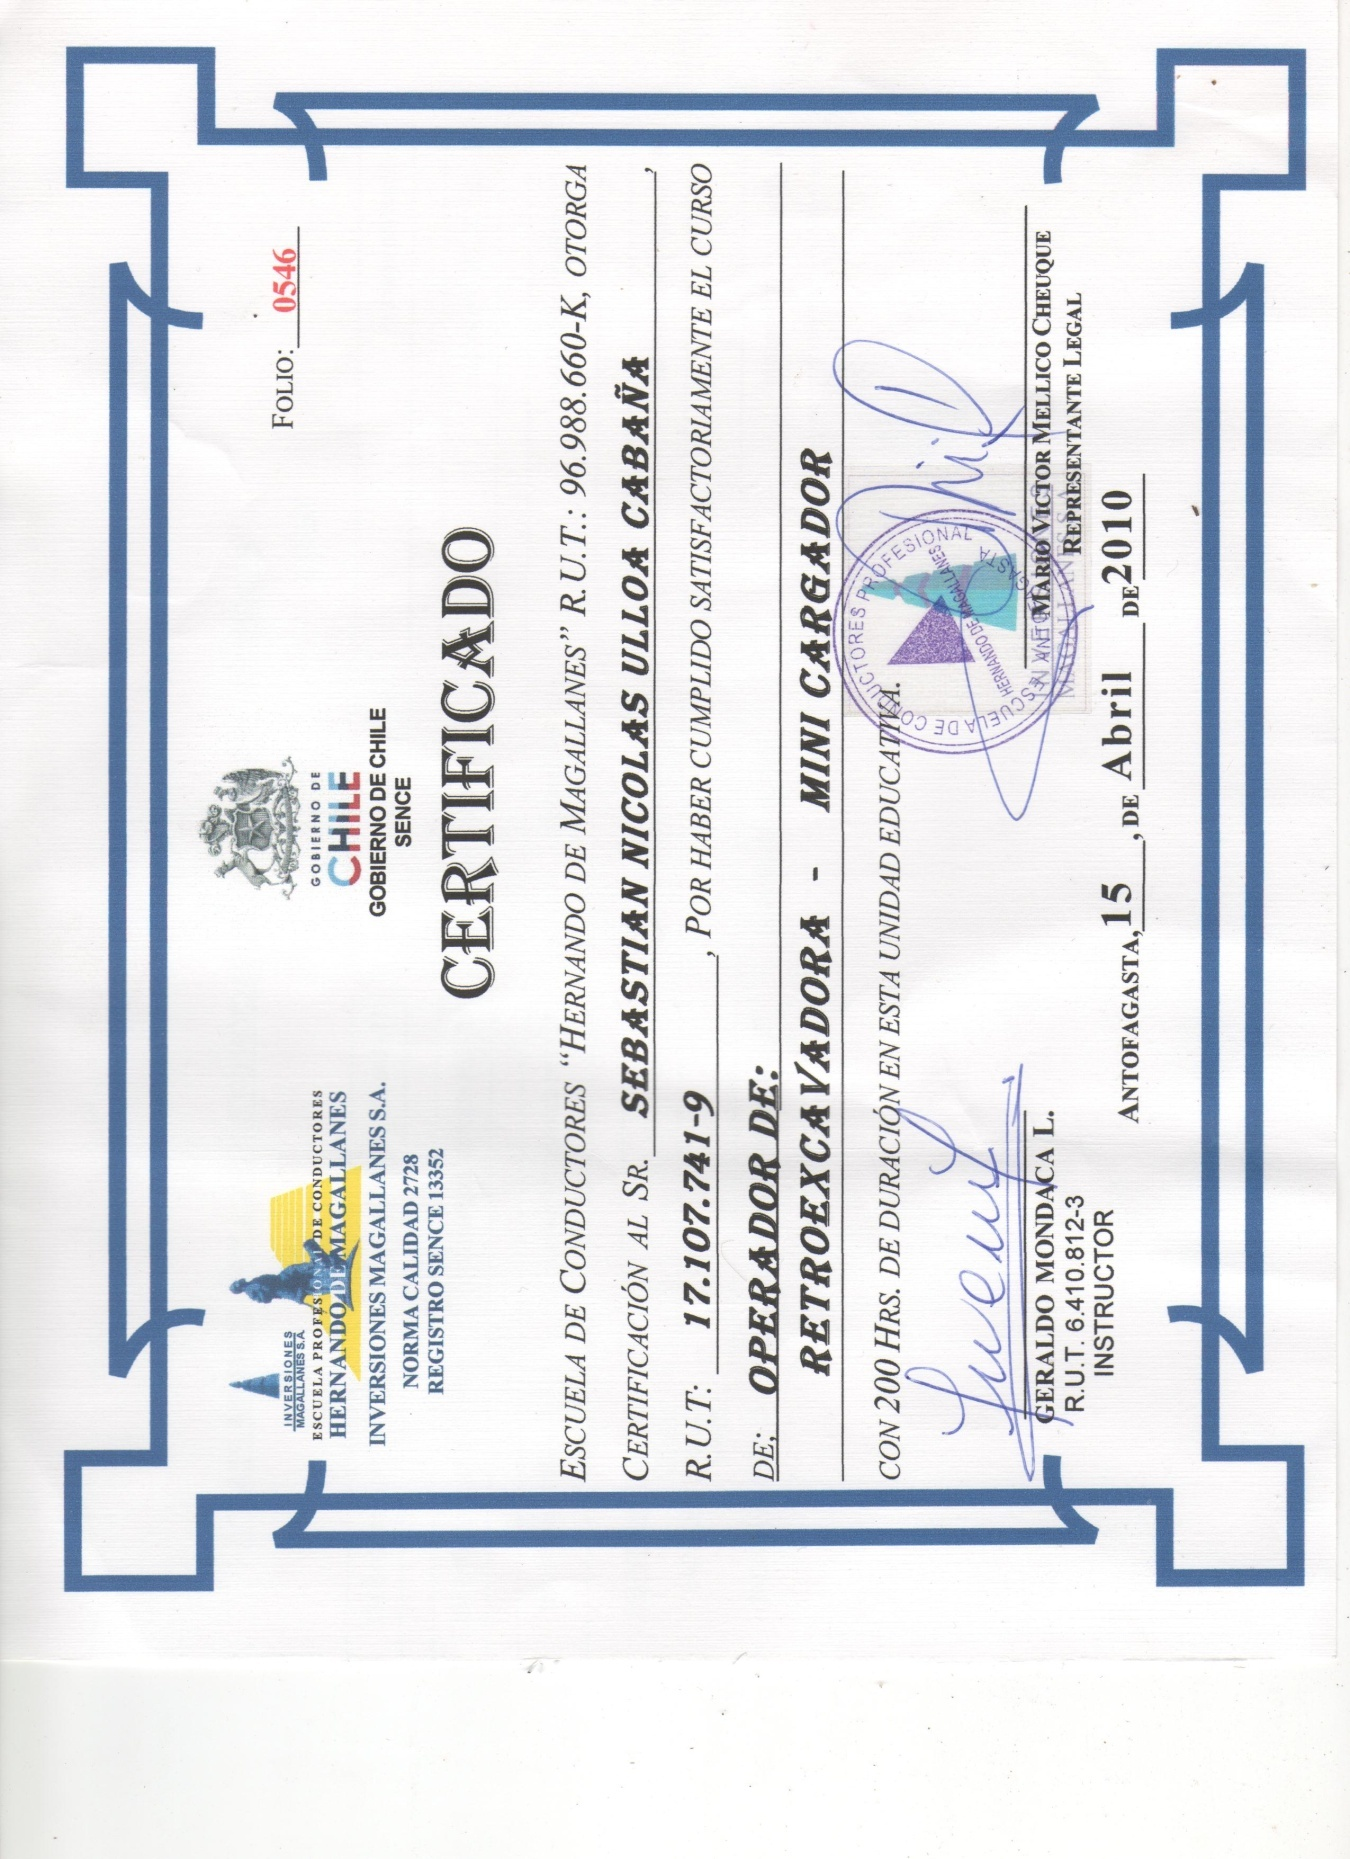 INVERSIONES
MAGALLANES S.A.
ESCUELA PROFESIONAL DE CONDUCTORES
HERNANDO DE MAGALLANES
INVERSIONES MAGALLANES S.A.
NORMA CALIDAD 2728
REGISTRO SENCE 13352
GOBIERNO DE
CHILE
GOBIERNO DE CHILE
SENCE
FOLIO: 0546
CERTIFICADO
ESCUELA DE CONDUCTORES “HERNANDO DE MAGALLANES” R.U.T.: 96.988.660-K, OTORGA
CERTIFICACIÓN AL SR. SEBASTIAN NICOLAS ULLOA CABAÑA,
R.U.T: 17.107.741-9, POR HABER CUMPLIDO SATISFACTORIAMENTE EL CURSO
DE; OPERADOR DE:
RETROEXCAVADORA - MINI CARGADOR
CON 200 HRS. DE DURACIÓN EN ESTA UNIDAD EDUCATIVA.
ESCUELA DE CONDUCTORES PROFESIONAL
HERNANDO DE MAGALLANES
GERALDO MONDACA L.
R.U.T. 6.410.812-3
INSTRUCTOR
MARIO VICTOR MELLICO CHEUQUE
REPRESENTANTE LEGAL
ANTOFAGASTA, 15, DE Abril DE 2010